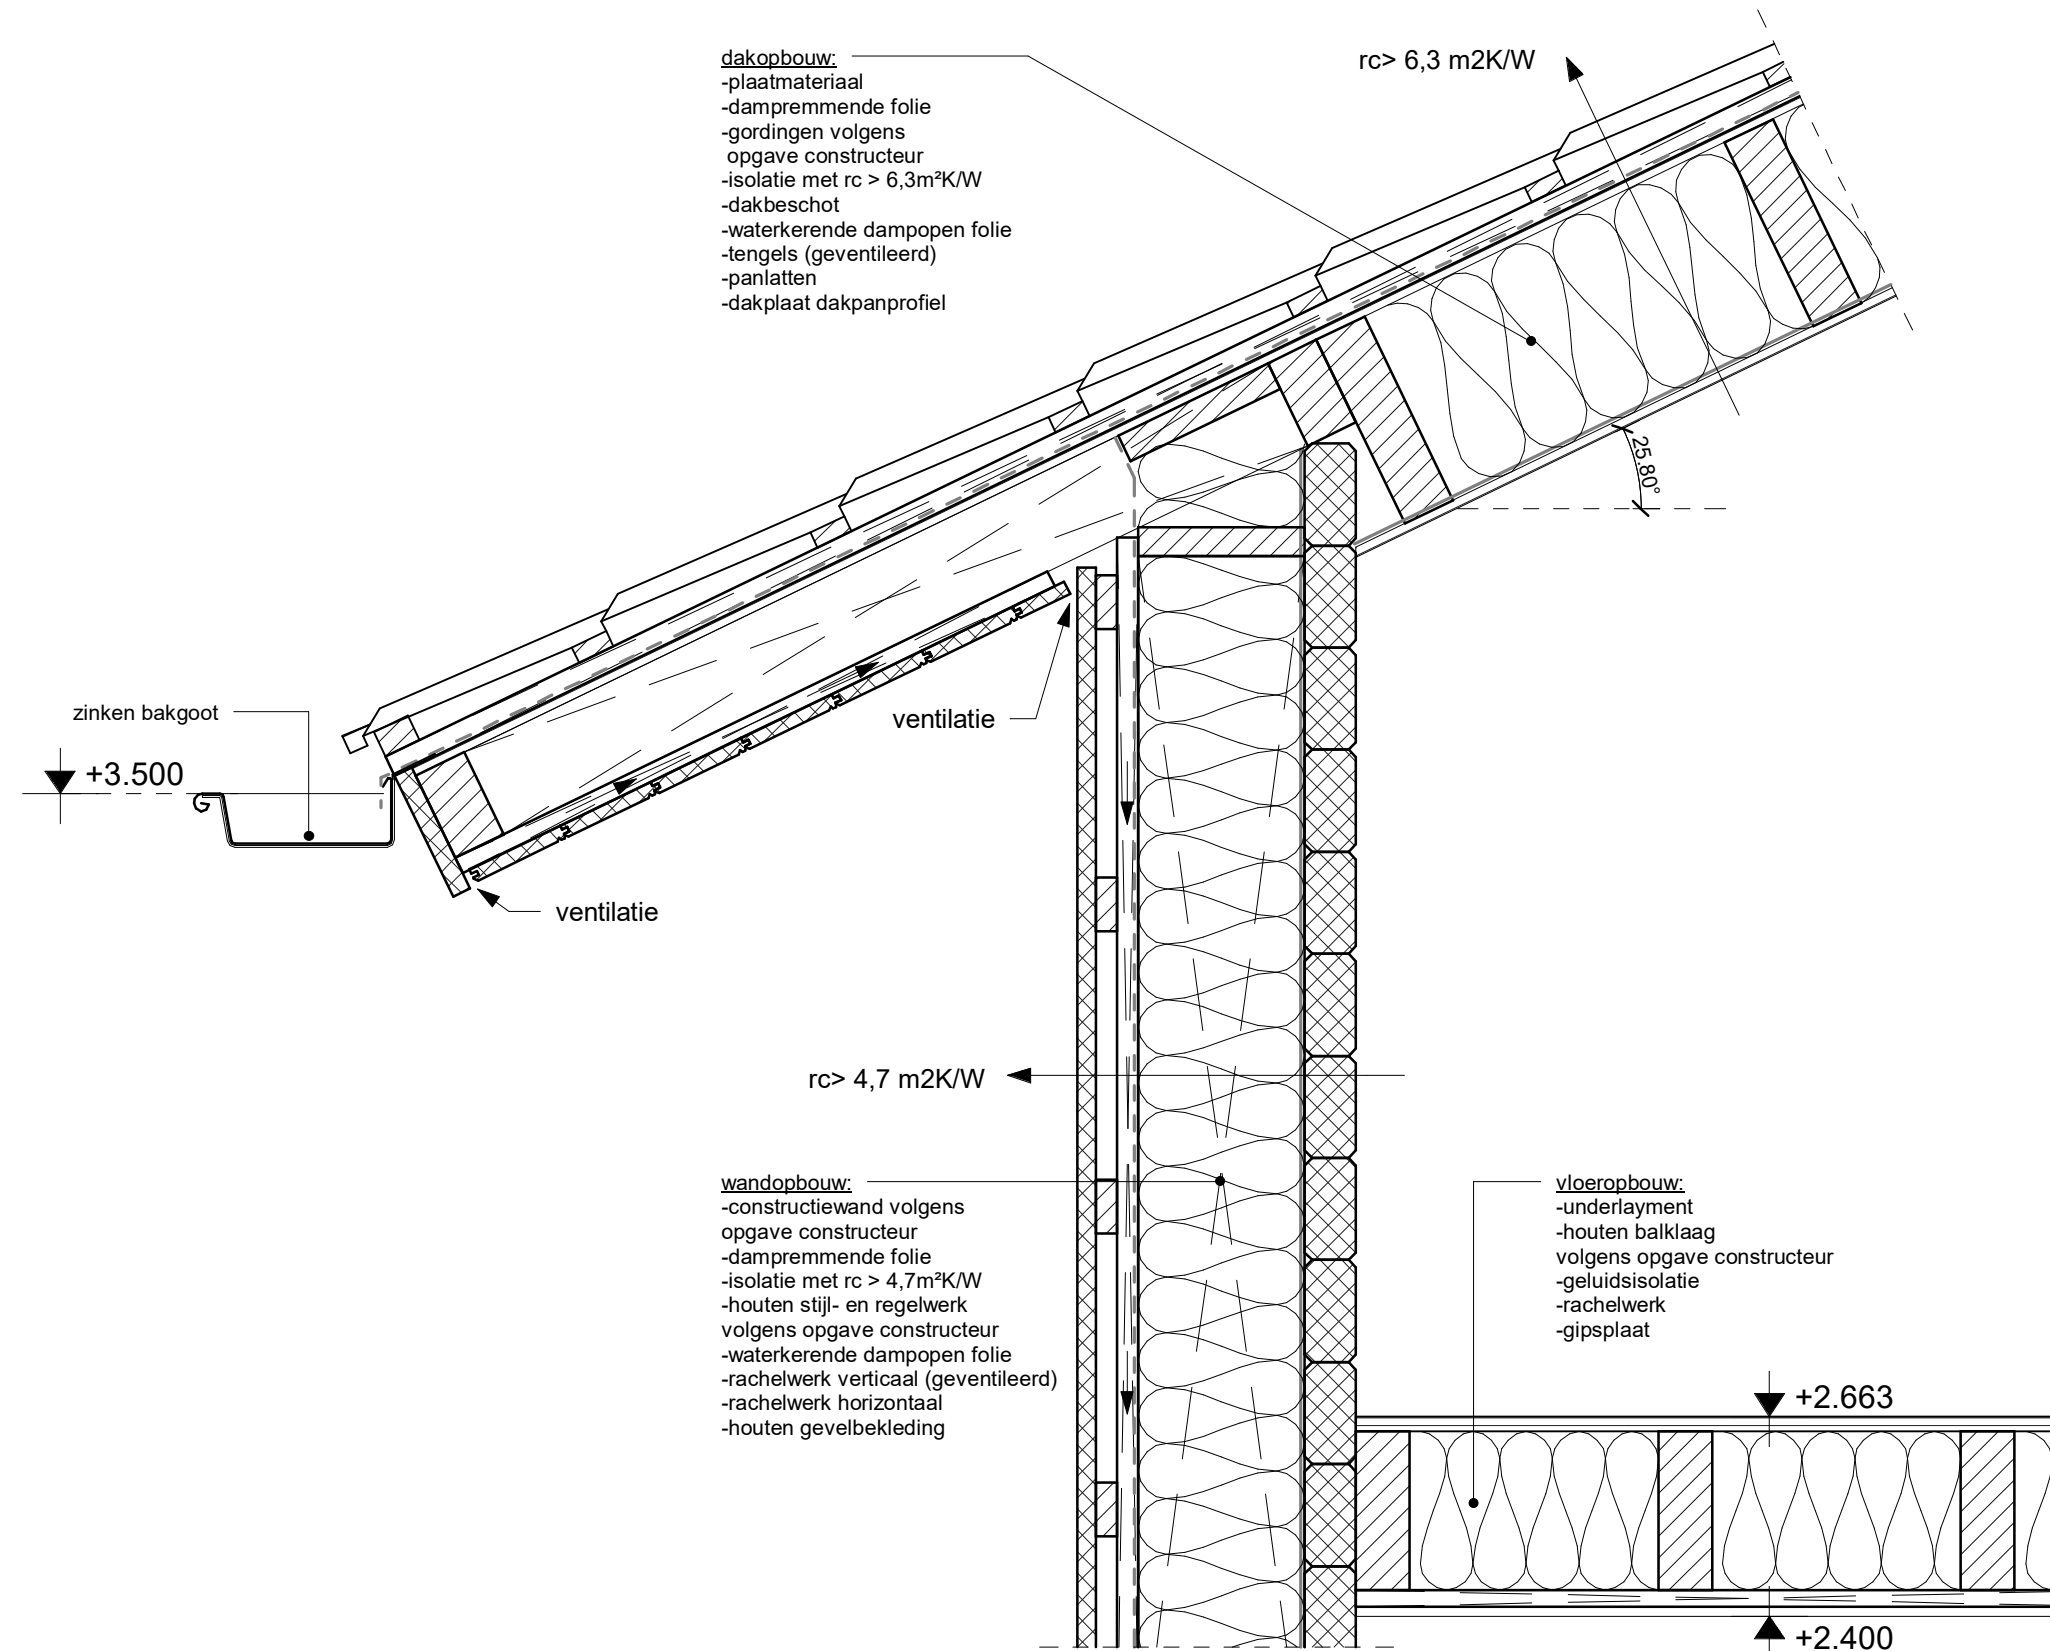 dakopbouw:
-plaatmateriaal
-dampremmende folie
-gordingen volgens
opgave constructeur
-isolatie met rc > 6,3m²K/W
-dakbeschot
-waterkerende dampopen folie
-tengels (geventileerd)
-panlatten
-dakplaat dakpanprofiel
rc> 6,3 m2K/W
25.80°
zinken bakgoot
+3.500
ventilatie
ventilatie
rc> 4,7 m2K/W
wandopbouw:
-constructiewand volgens
opgave constructeur
-dampremmende folie
-isolatie met rc > 4,7m²K/W
-houten stijl- en regelwerk
volgens opgave constructeur
-waterkerende dampopen folie
-rachelwerk verticaal (geventileerd)
-rachelwerk horizontaal
-houten gevelbekleding
vloeropbouw:
-underlayment
-houten balklaag
volgens opgave constructeur
-geluidsisolatie
-rachelwerk
-gipsplaat
+2.663
+2.400